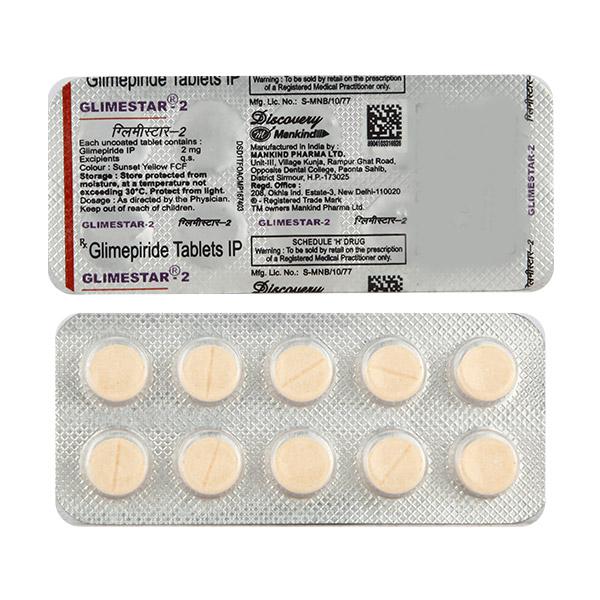 Glimepiride Tablets IP
GLIMESTAR®-2
ग्लिमीस्टार–2
Each uncoated tablet contains :
Glimepiride IP 2 mg
Excipients q.s.
Colour : Sunset Yellow FCF
Storage : Store protected from
moisture, at a temperature not
exceeding 30°C. Protect from light.
Dosage : As directed by the Physician.
Keep out of reach of children.
GLIMESTAR-2 ग्लिमीस्टार–2
Rx Glimepiride Tablets IP
GLIMESTAR®-2
Warning : To be sold by retail on the prescription
of a Registered Medical Practitioner only.
Mfg. Lic. No.: S-MNB/10/77
Discovery
Mankind
Manufactured in India by :
MANKIND PHARMA LTD.
Unit-III, Village Kunja, Rampur Ghat Road,
Opposite Dental College, Paonta Sahib,
District Sirmour, H.P.-173025
Regd. Office :
208, Okhla Ind. Estate-3, New Delhi-110020
® - Registered Trade Mark
TM owners Mankind Pharma Ltd.
GLIMESTAR-2 ग्लिमीस्टार–2
SCHEDULE 'H' DRUG
Warning : To be sold by retail on the prescription
of a Registered Medical Practitioner only.
Mfg. Lic. No.: S-MNB/10/77
Discovery
GLIMESTAR-2
ग्लिमीस्टार–2
ग्लिमीस्टार–2